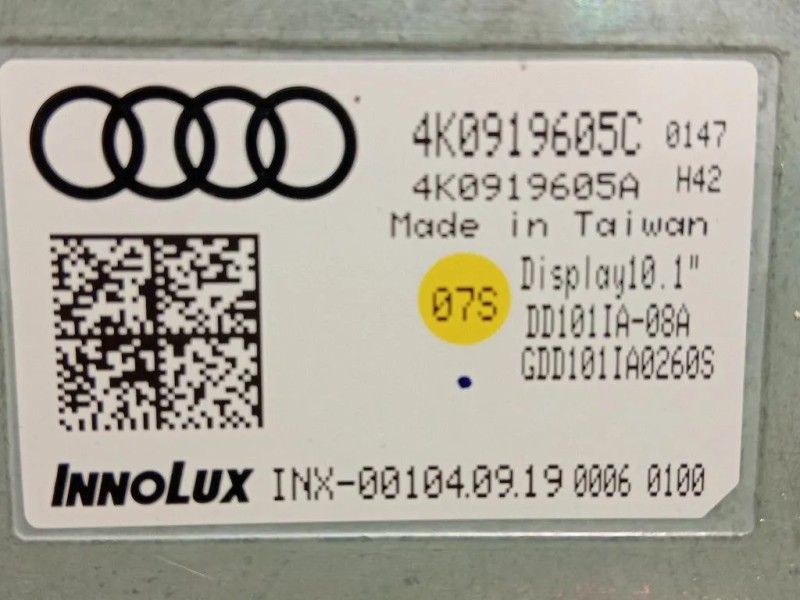 4K0919605C 0147
4K0919605A H42
Made in Taiwan
07S
Display10.1"
DD101IA-08A
GDD101IA0260S
INNOLUX INX-00104.09.19 0006 0100